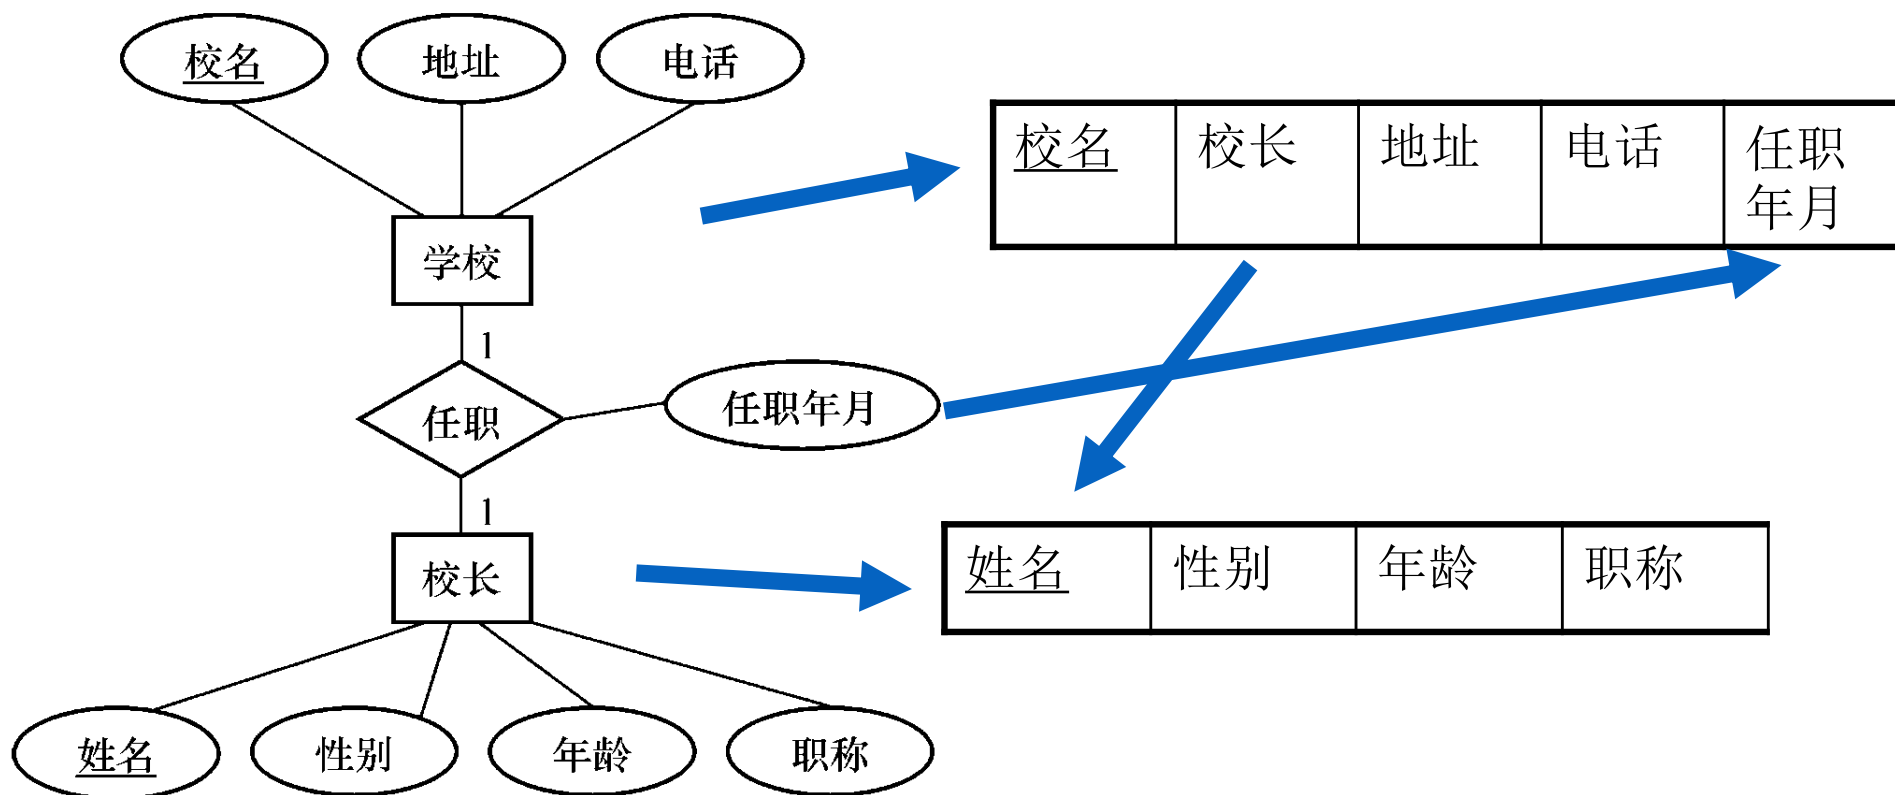 校名 地址 电话
校名 校长 地址 电话 任职
年月
学校
1
任职 任职年月
1
校长
姓名 性别 年龄 职称
姓名 性别 年龄 职称